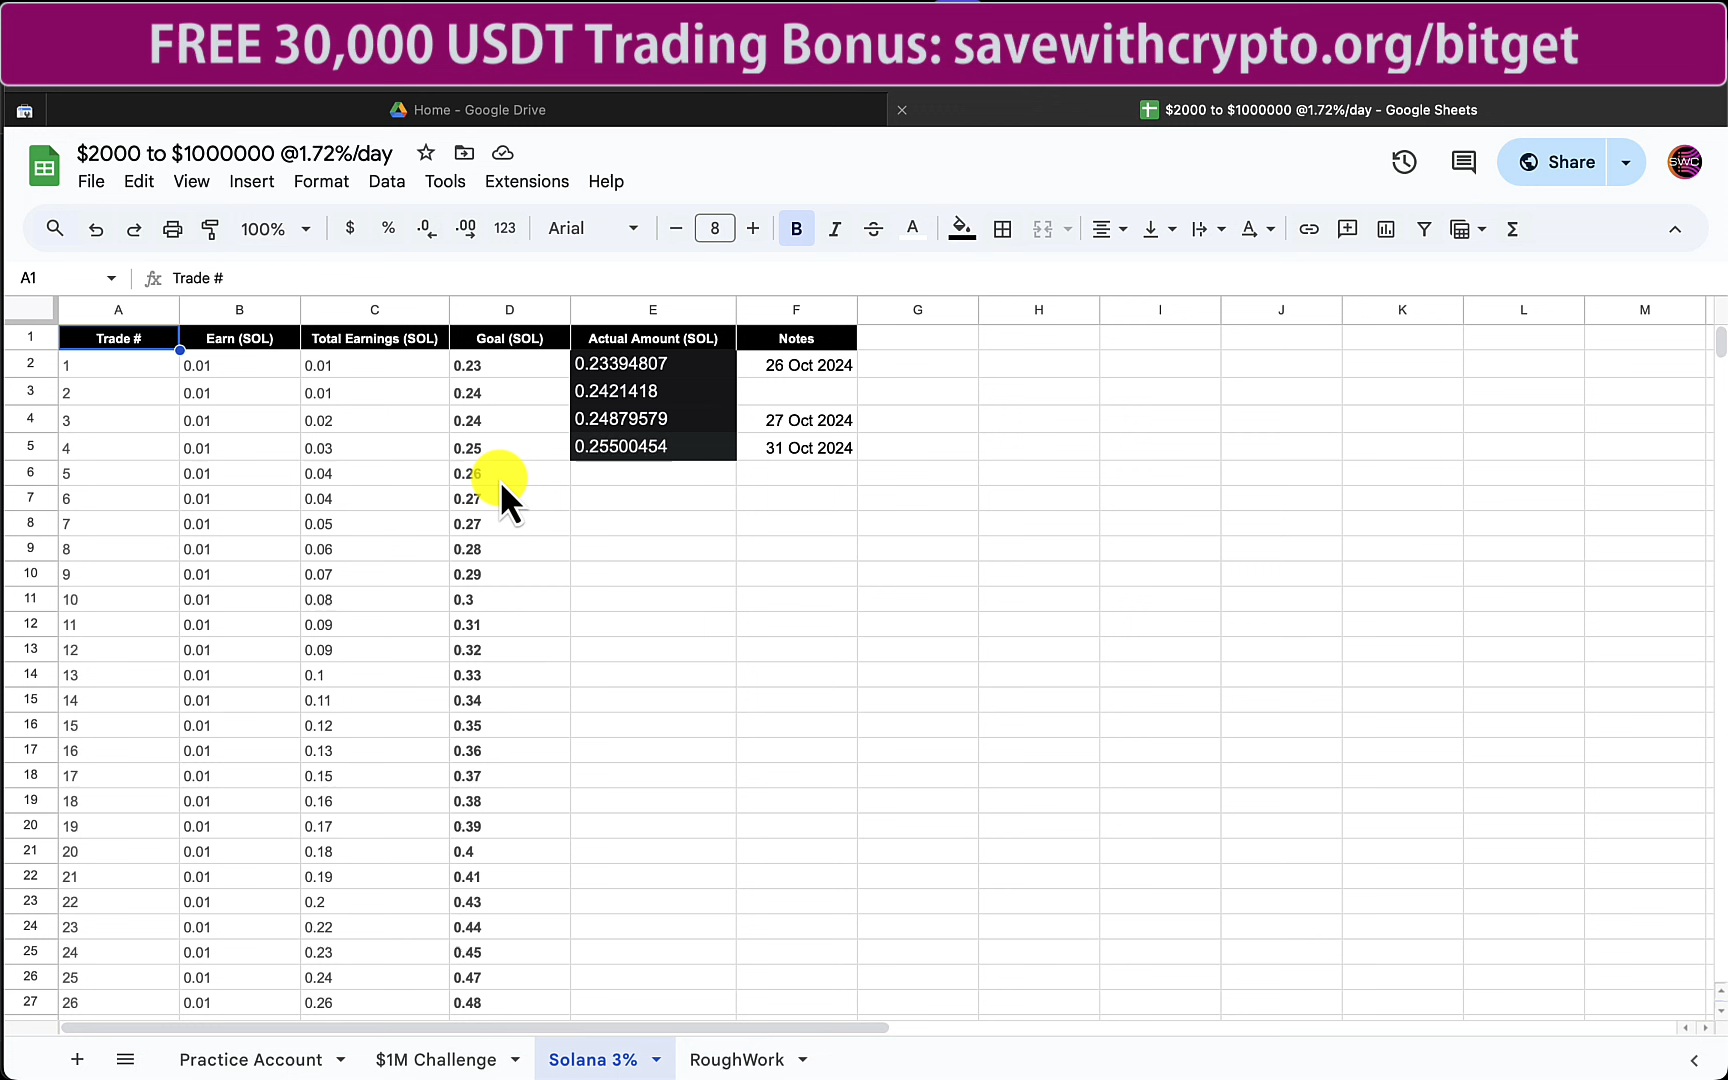 FREE 30,000 USDT Trading Bonus: savewithcrypto.org/bitget
Home - Google Drive
$2000 to $1000000 @1.72%/day - Google Sheets
$2000 to $1000000 @1.72%/day
File Edit View Insert Format Data Tools Extensions Help
Share
SWC
100% $ % .0 .00 123 Arial 8 B I S A
A1 fx Trade #
A B C D E F G H I J K L M
1 Trade # Earn (SOL) Total Earnings (SOL) Goal (SOL) Actual Amount (SOL) Notes
2 1 0.01 0.01 0.23 0.23394807 26 Oct 2024
3 2 0.01 0.01 0.24 0.2421418
4 3 0.01 0.02 0.24 0.24879579 27 Oct 2024
5 4 0.01 0.03 0.25 0.25500454 31 Oct 2024
6 5 0.01 0.04 0.26
7 6 0.01 0.04 0.27
8 7 0.01 0.05 0.27
9 8 0.01 0.06 0.28
10 9 0.01 0.07 0.29
11 10 0.01 0.08 0.3
12 11 0.01 0.09 0.31
13 12 0.01 0.09 0.32
14 13 0.01 0.1 0.33
15 14 0.01 0.11 0.34
16 15 0.01 0.12 0.35
17 16 0.01 0.13 0.36
18 17 0.01 0.15 0.37
19 18 0.01 0.16 0.38
20 19 0.01 0.17 0.39
21 20 0.01 0.18 0.4
22 21 0.01 0.19 0.41
23 22 0.01 0.2 0.43
24 23 0.01 0.22 0.44
25 24 0.01 0.23 0.45
26 25 0.01 0.24 0.47
27 26 0.01 0.26 0.48
Practice Account $1M Challenge Solana 3% RoughWork